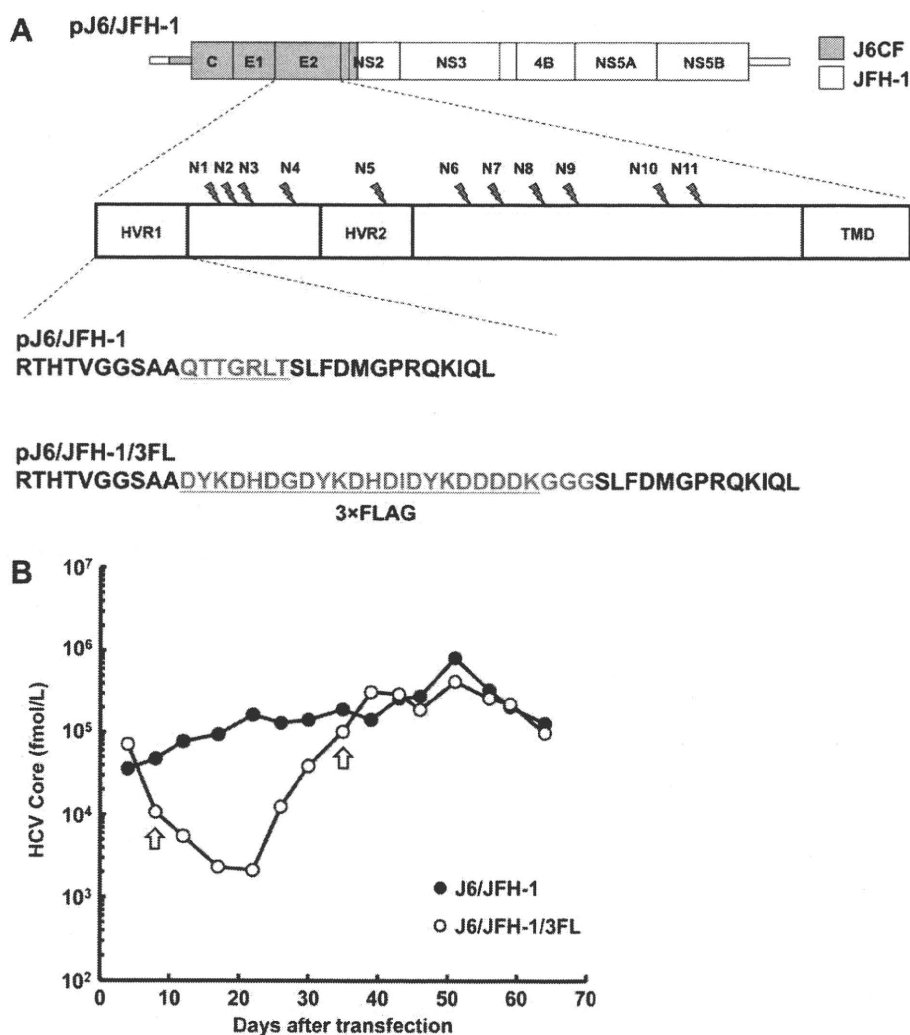 A pJ6/JFH-1
C E1 E2 NS2 NS3 4B NS5A NS5B
J6CF
JFH-1
N1 N2 N3 N4 N5 N6 N7 N8 N9 N10 N11
HVR1 HVR2 TMD
pJ6/JFH-1
RTHTVGGSAAQTTGRLTSLFDMGPRQKIQL
pJ6/JFH-1/3FL
RTHTVGGSAADYKDHDGDYKDHDIDYKDDDDKGGGSLFDMGPRQKIQL
3×FLAG
B
HCV Core (fmol/L)
10⁷
10⁶
10⁵
10⁴
10³
10²
J6/JFH-1
J6/JFH-1/3FL
0 10 20 30 40 50 60 70
Days after transfection